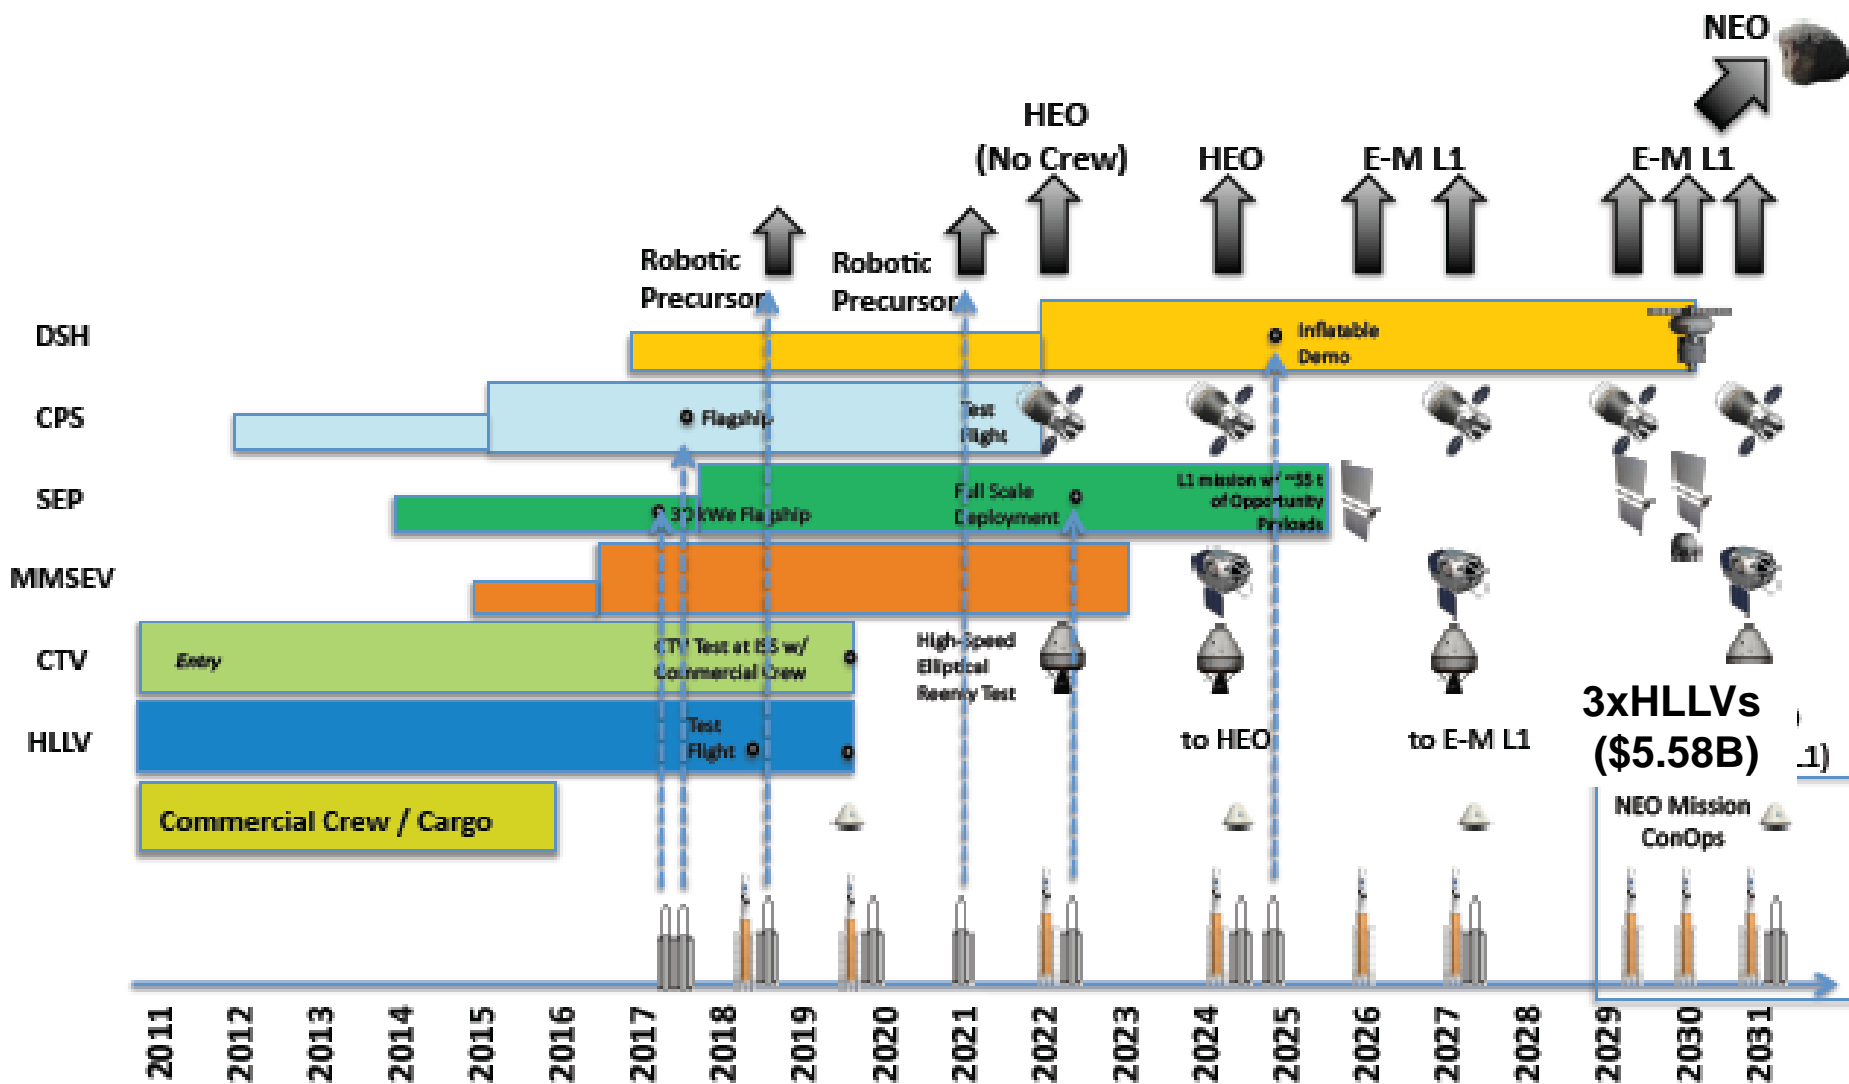 NEO
HEO
(No Crew)
HEO
E-M L1
E-M L1
Robotic
Precursor
Robotic
Precursor
DSH
Inflatable
Demo
CPS
Flagship
Test
Flight
SEP
30 kWe Flagship
Full Scale
Deployment
L1 mission w/ ~55 t
of Opportunity
Payloads
MMSEV
CTV
Entry
CTV Test at ISS w/
Commercial Crew
High-Speed
Elliptical
Reentry Test
HLLV
Test
Flight
to HEO
to E-M L1
3xHLLVs
($5.58B)
L1)
Commercial Crew / Cargo
NEO Mission
ConOps
2011
2012
2013
2014
2015
2016
2017
2018
2019
2020
2021
2022
2023
2024
2025
2026
2027
2028
2029
2030
2031